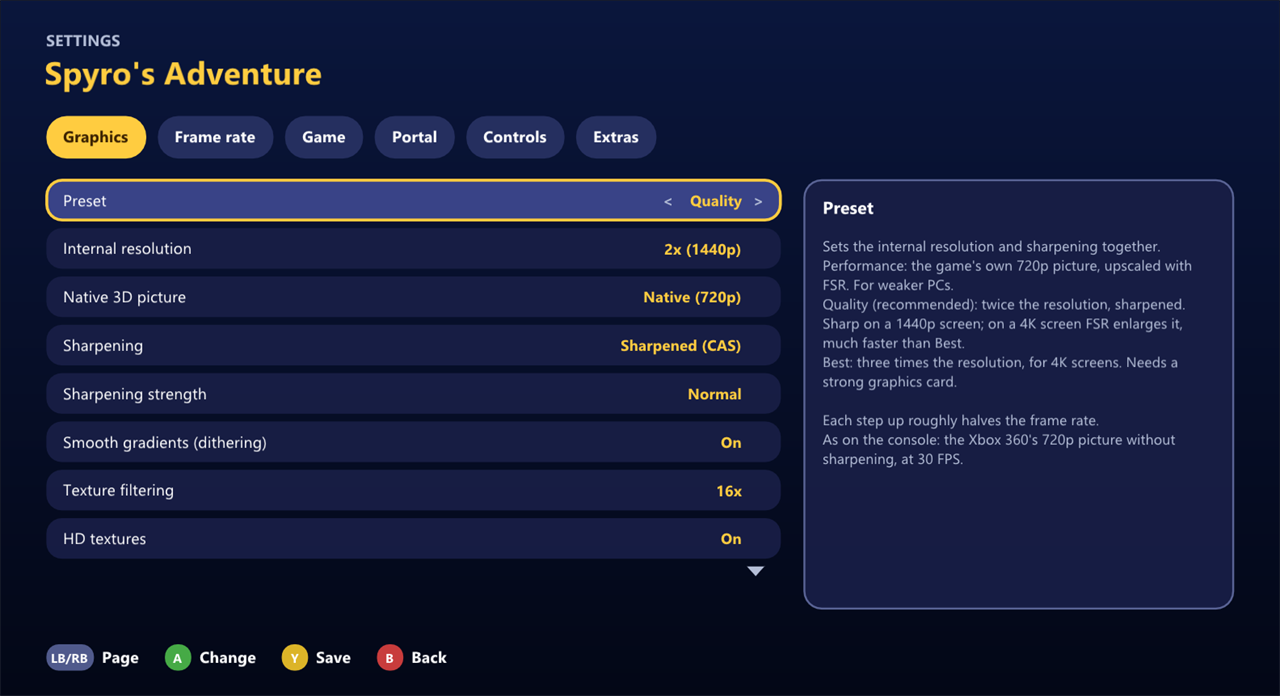 SETTINGS
Spyro's Adventure
Graphics Frame rate Game Portal Controls Extras
Preset < Quality >
Internal resolution 2x (1440p)
Native 3D picture Native (720p)
Sharpening Sharpened (CAS)
Sharpening strength Normal
Smooth gradients (dithering) On
Texture filtering 16x
HD textures On
Preset
Sets the internal resolution and sharpening together.
Performance: the game's own 720p picture, upscaled with
FSR. For weaker PCs.
Quality (recommended): twice the resolution, sharpened.
Sharp on a 1440p screen; on a 4K screen FSR enlarges it,
much faster than Best.
Best: three times the resolution, for 4K screens. Needs a
strong graphics card.
Each step up roughly halves the frame rate.
As on the console: the Xbox 360's 720p picture without
sharpening, at 30 FPS.
LB/RB Page A Change Y Save B Back